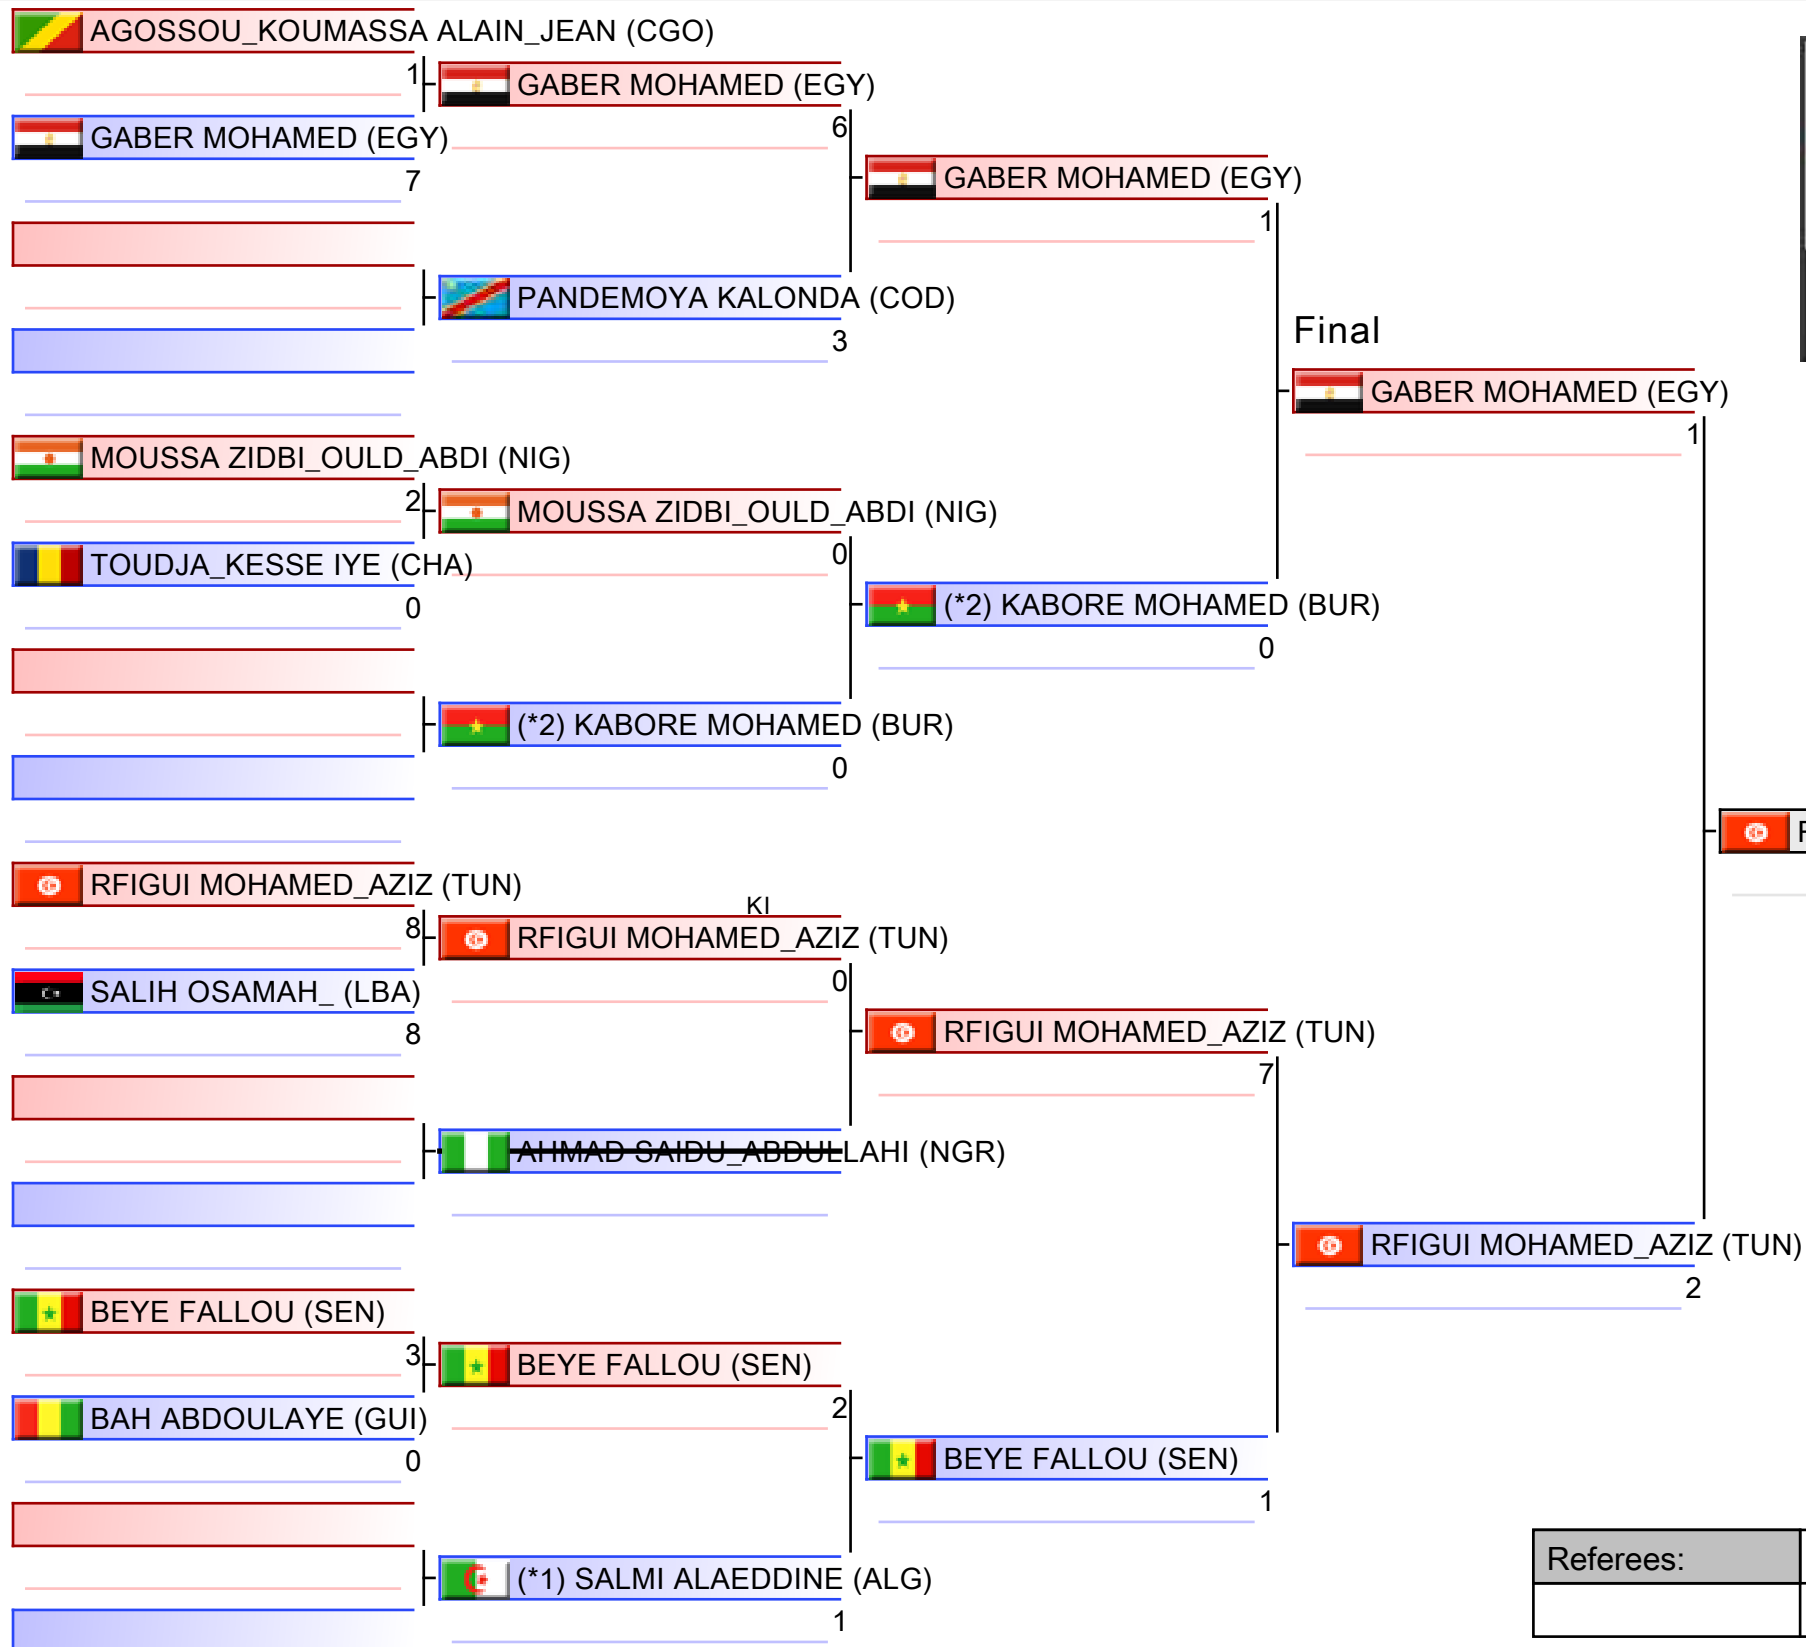 AGOSSOU_KOUMASSA ALAIN_JEAN (CGO)
1
GABER MOHAMED (EGY)
GABER MOHAMED (EGY)
6
7
GABER MOHAMED (EGY)
1
PANDEMOYA KALONDA (COD)
3
Final
GABER MOHAMED (EGY)
1
MOUSSA ZIDBI_OULD_ABDI (NIG)
2
MOUSSA ZIDBI_OULD_ABDI (NIG)
0
TOUDJA_KESSE IYE (CHA)
0
(*2) KABORE MOHAMED (BUR)
0
(*2) KABORE MOHAMED (BUR)
0
RFIGUI MOHAMED_AZIZ (TUN)
8
KI
RFIGUI MOHAMED_AZIZ (TUN)
0
SALIH OSAMAH_ (LBA)
8
RFIGUI MOHAMED_AZIZ (TUN)
7
AHMAD SAIDU_ABDULLAHI (NGR)
RFIGUI MOHAMED_AZIZ (TUN)
2
BEYE FALLOU (SEN)
3
BEYE FALLOU (SEN)
2
BAH ABDOULAYE (GUI)
0
BEYE FALLOU (SEN)
1
(*1) SALMI ALAEDDINE (ALG)
1
Referees: